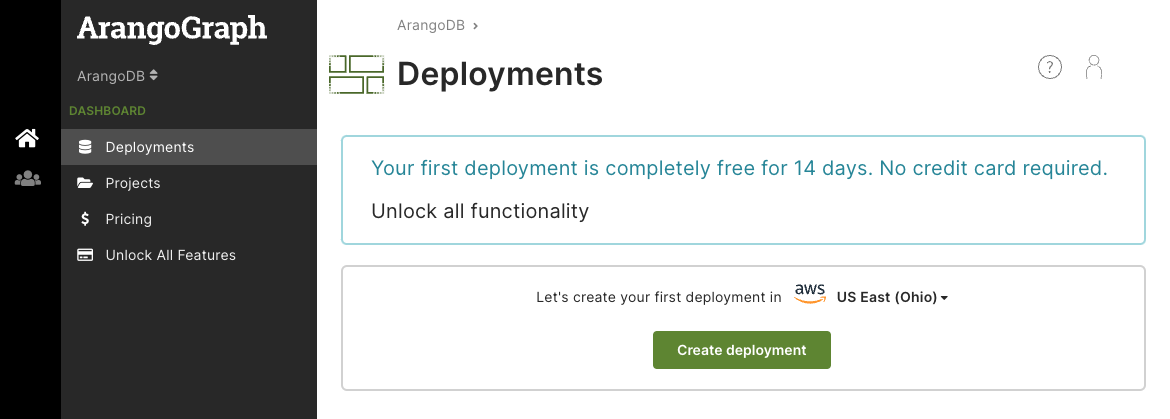 ArangoGraph
ArangoDB
DASHBOARD
Deployments
Projects
Pricing
Unlock All Features
ArangoDB ›
Deployments
?
Your first deployment is completely free for 14 days. No credit card required.
Unlock all functionality
Let's create your first deployment in aws US East (Ohio)
Create deployment